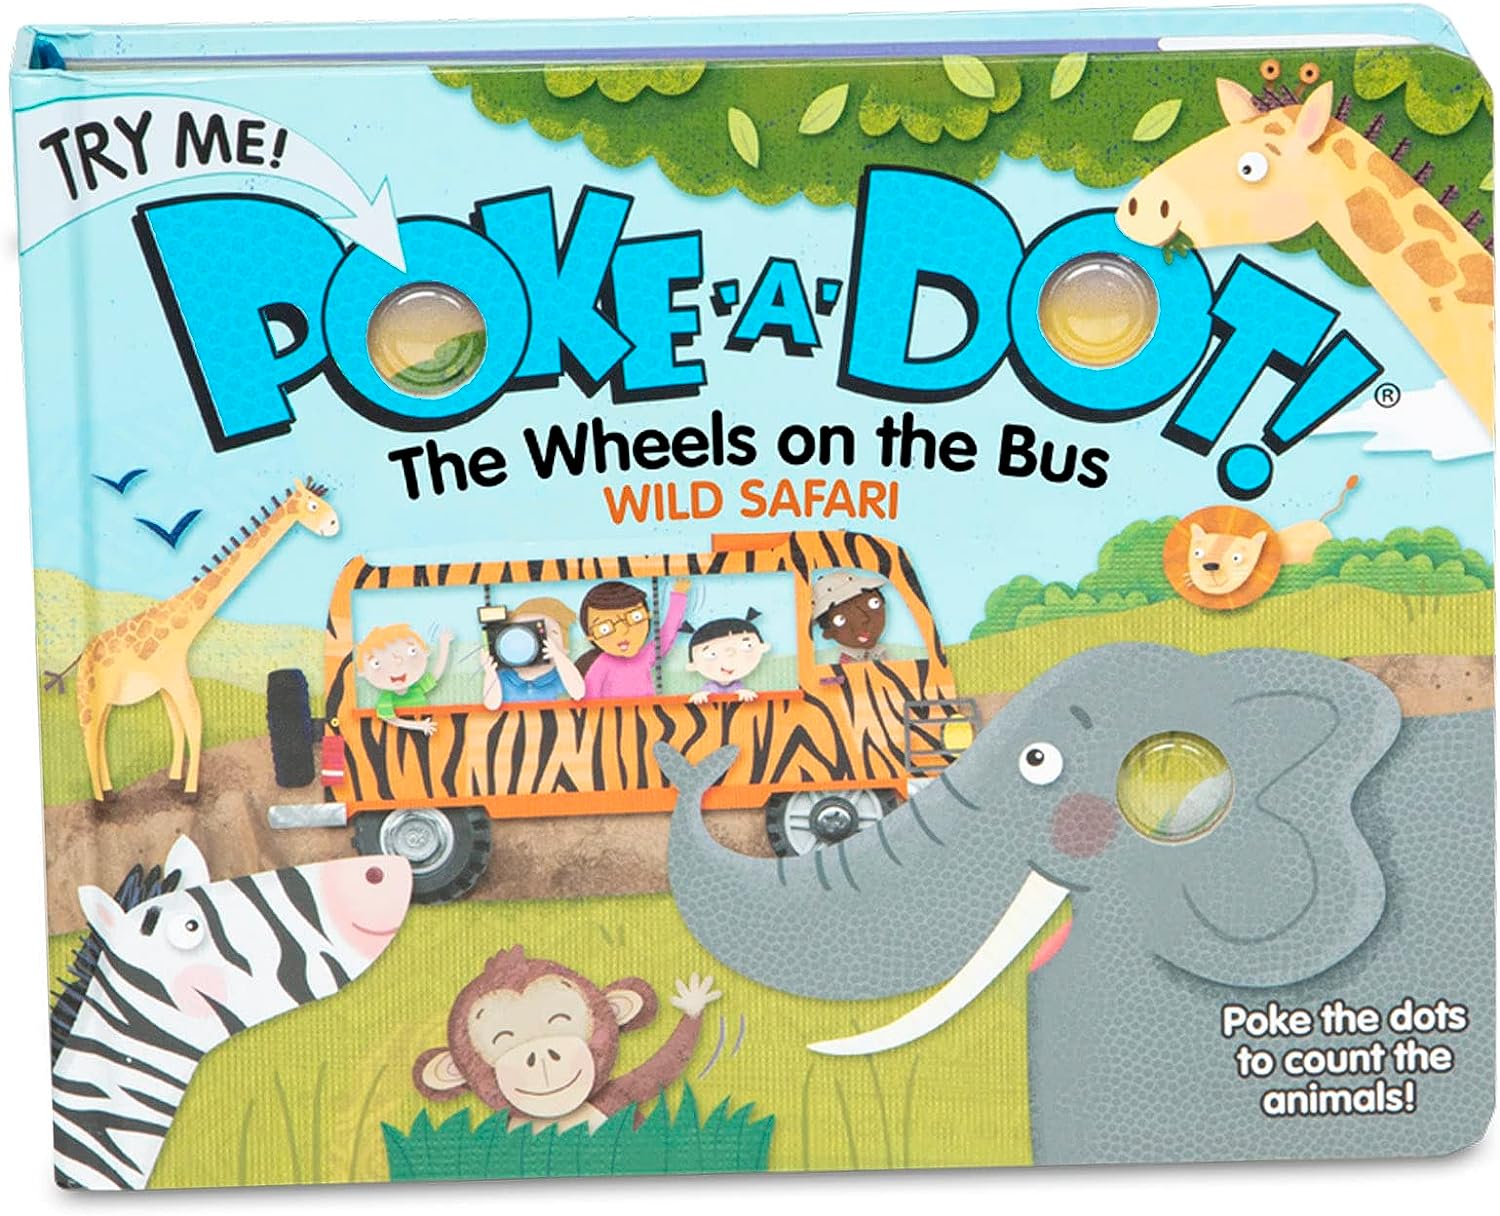 TRY ME!
POKE-A-DOT!®
The Wheels on the Bus
WILD SAFARI
Poke the dots
to count the
animals!